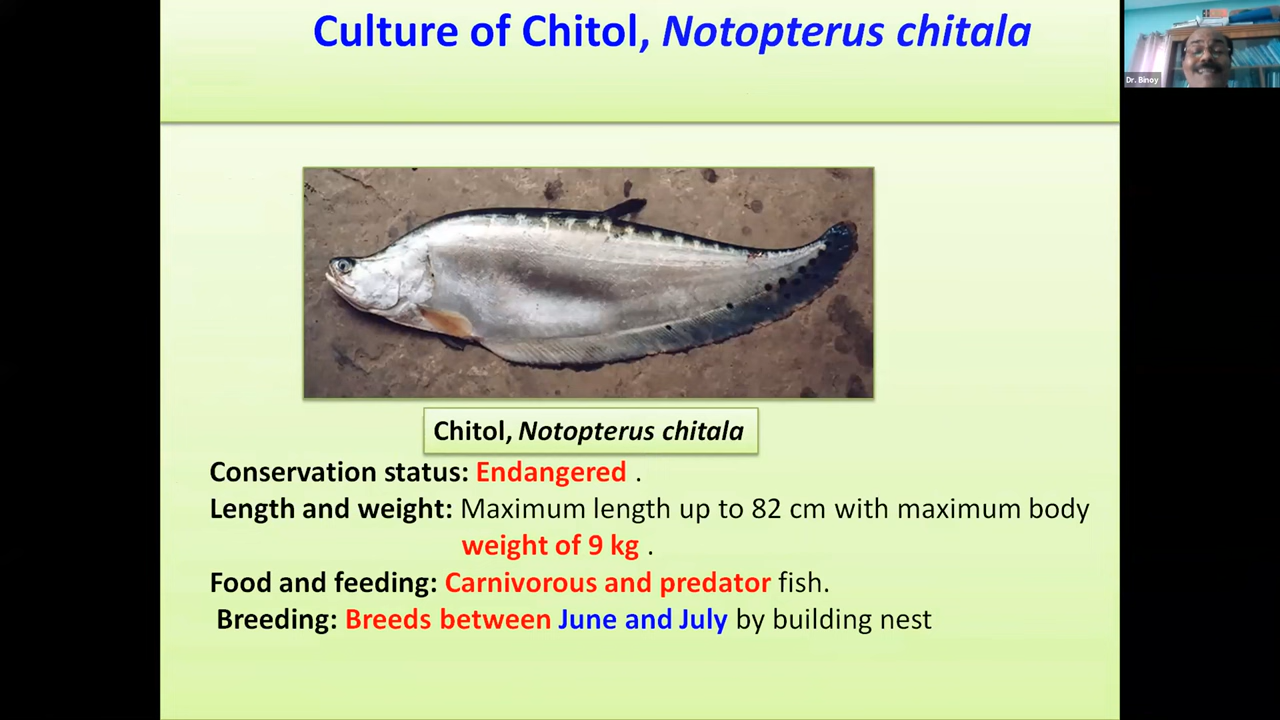 Culture of Chitol, Notopterus chitala
Dr. Binoy
Chitol, Notopterus chitala
Conservation status: Endangered .
Length and weight: Maximum length up to 82 cm with maximum body
weight of 9 kg .
Food and feeding: Carnivorous and predator fish.
Breeding: Breeds between June and July by building nest